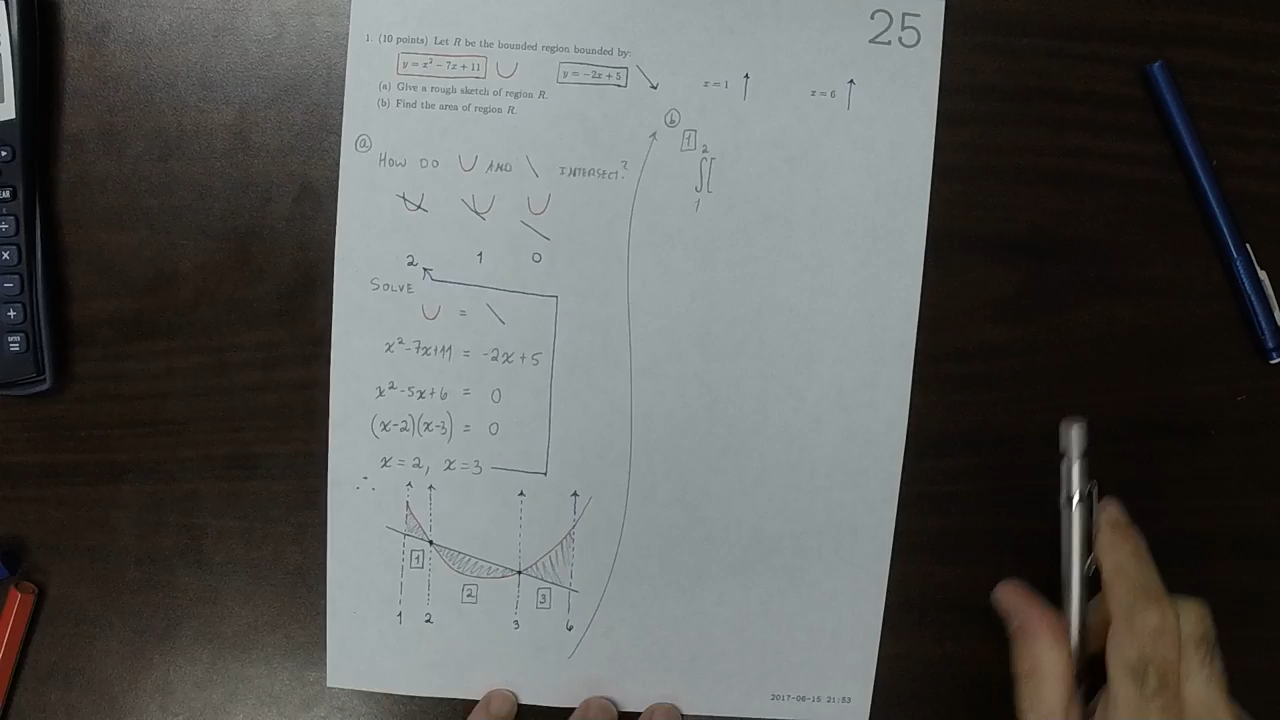 25
1. (10 points) Let R be the bounded region bounded by:
y = x² − 7x + 11 y = −2x + 5 x = 1 x = 6
(a) Give a rough sketch of region R.
(b) Find the area of region R.
ⓐ
HOW DO ∪ AND \ INTERSECT?
2 1 0
SOLVE
∪ = \
x²-7x+11 = -2x+5
x²-5x+6 = 0
(x-2)(x-3) = 0
x=2, x=3
∴
1 2 3
1 2 3 6
ⓑ
1
2
∫[
1
2017-06-15 21:53